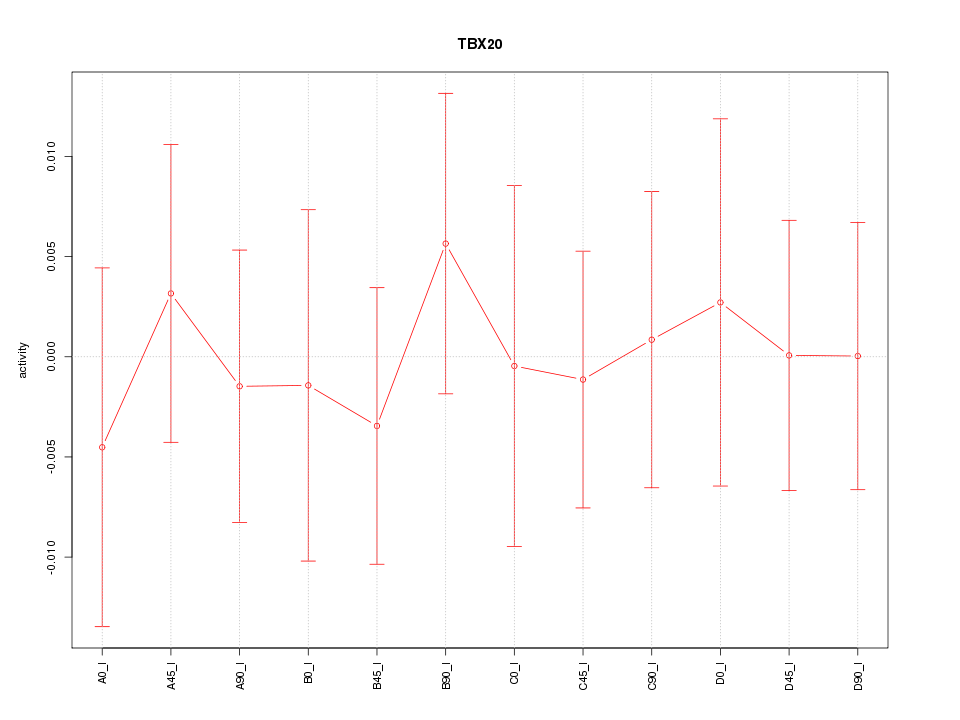 TBX20
activity
0.010
0.005
0.000
-0.005
-0.010
A0_I
A45_I
A90_I
B0_I
B45_I
B90_I
C0_I
C45_I
C90_I
D0_I
D45_I
D90_I